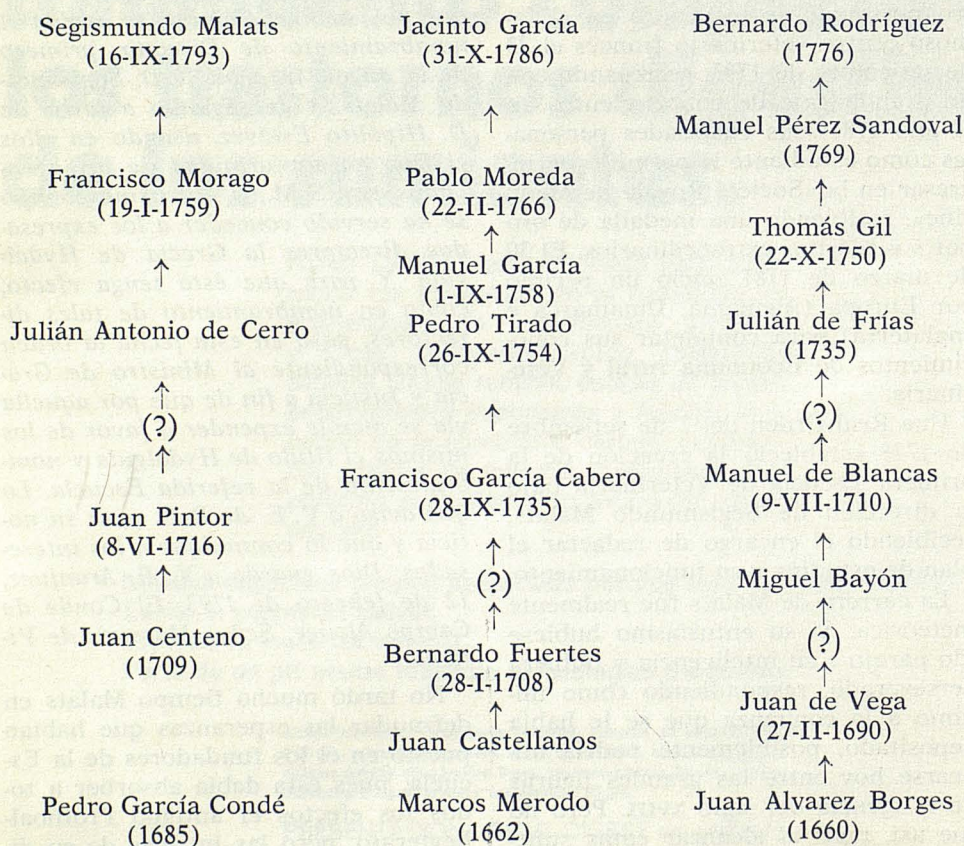 Segismundo Malats
(16-IX-1793)
Francisco Morago
(19-I-1759)
Julián Antonio de Cerro
(?)
Juan Pintor
(8-VI-1716)
Juan Centeno
(1709)
Pedro García Condé
(1685)
Jacinto García
(31-X-1786)
Pablo Moreda
(22-II-1766)
Manuel García
(1-IX-1758)
Pedro Tirado
(26-IX-1754)
Francisco García Cabero
(28-IX-1735)
(?)
Bernardo Fuertes
(28-I-1708)
Juan Castellanos
Marcos Merodo
(1662)
Bernardo Rodríguez
(1776)
Manuel Pérez Sandoval
(1769)
Thomás Gil
(22-X-1750)
Julián de Frías
(1735)
(?)
Manuel de Blancas
(9-VII-1710)
Miguel Bayón
(?)
Juan de Vega
(27-II-1690)
Juan Alvarez Borges
(1660)